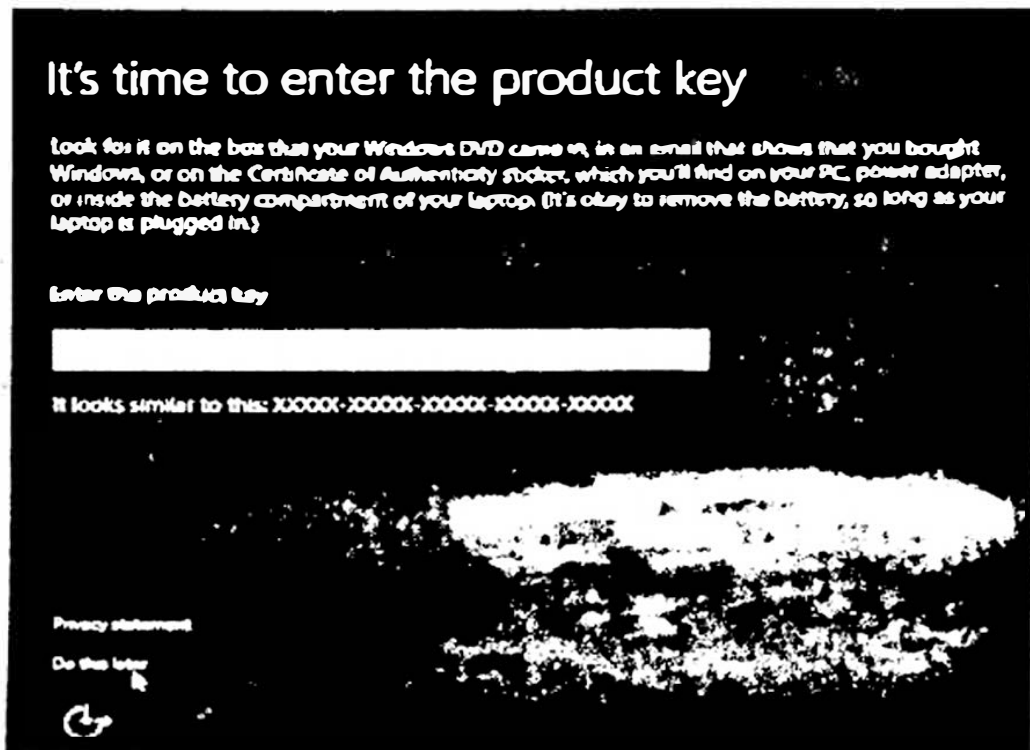 It's time to enter the product key
Look for it on the box that your Windows DVD came in, in an email that shows that you bought
Windows, or on the Certificate of Authenticity sticker, which you'll find on your PC, power adapter,
or inside the battery compartment of your laptop. (It's okay to remove the battery, so long as your
laptop is plugged in.)
Enter the product key
It looks similar to this: XXXXX-XXXXX-XXXXX-XXXXX-XXXXX
Privacy statement
Do this later